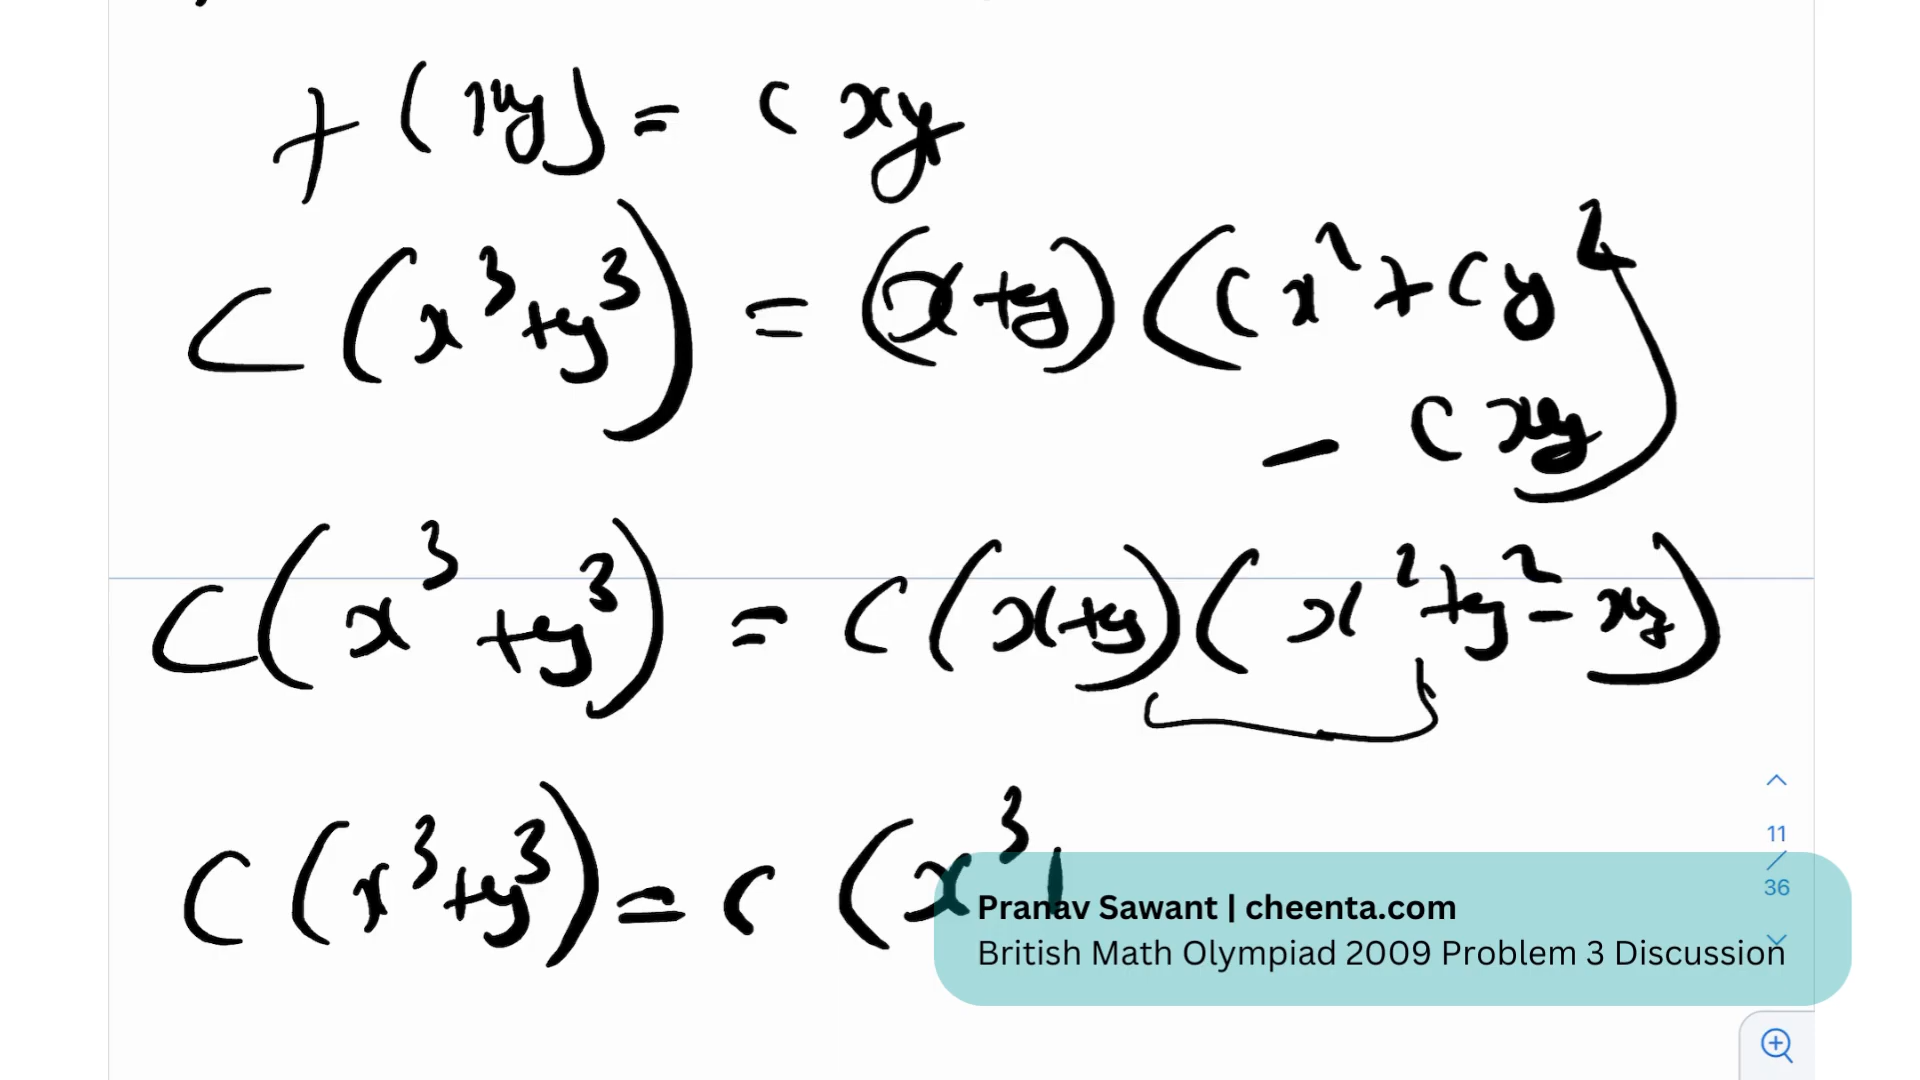 f(xy) = cxy
c(x³+y³) = (x+y)(cx²+cy²
- cxy)
c(x³+y³) = c(x+y)(x²+y²-xy)
c(x³+y³) = c(x³
11
/
36
Pranav Sawant | cheenta.com
British Math Olympiad 2009 Problem 3 Discussion